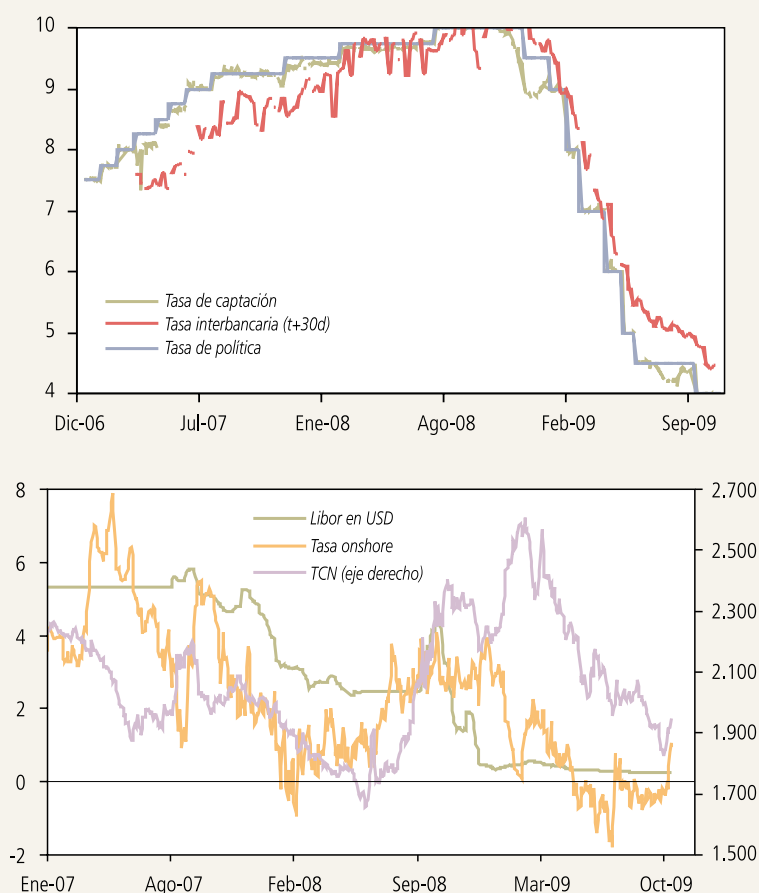 10
9
8
7
6
5
4
Tasa de captación
Tasa interbancaria (t+30d)
Tasa de política
Dic-06 Jul-07 Ene-08 Ago-08 Feb-09 Sep-09
8
6
4
2
0
-2
Libor en USD
Tasa onshore
TCN (eje derecho)
2.700
2.500
2.300
2.100
1.900
1.700
1.500
Ene-07 Ago-07 Feb-08 Sep-08 Mar-09 Oct-09